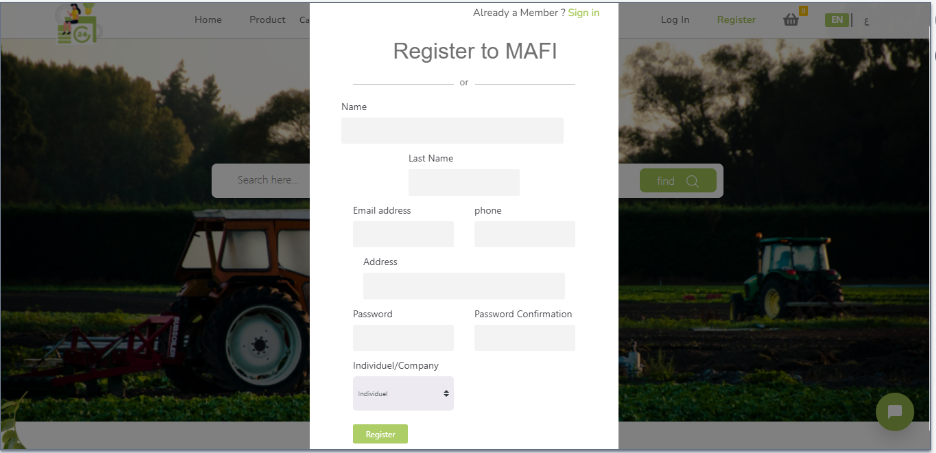 Already a Member ? Sign in
Home Product Ca
Log In Register 0 EN ع
24
Register to MAFI
or
Name
Last Name
Search here...
find
Email address phone
Address
Password Password Confirmation
Individuel/Company
Individuel
Register